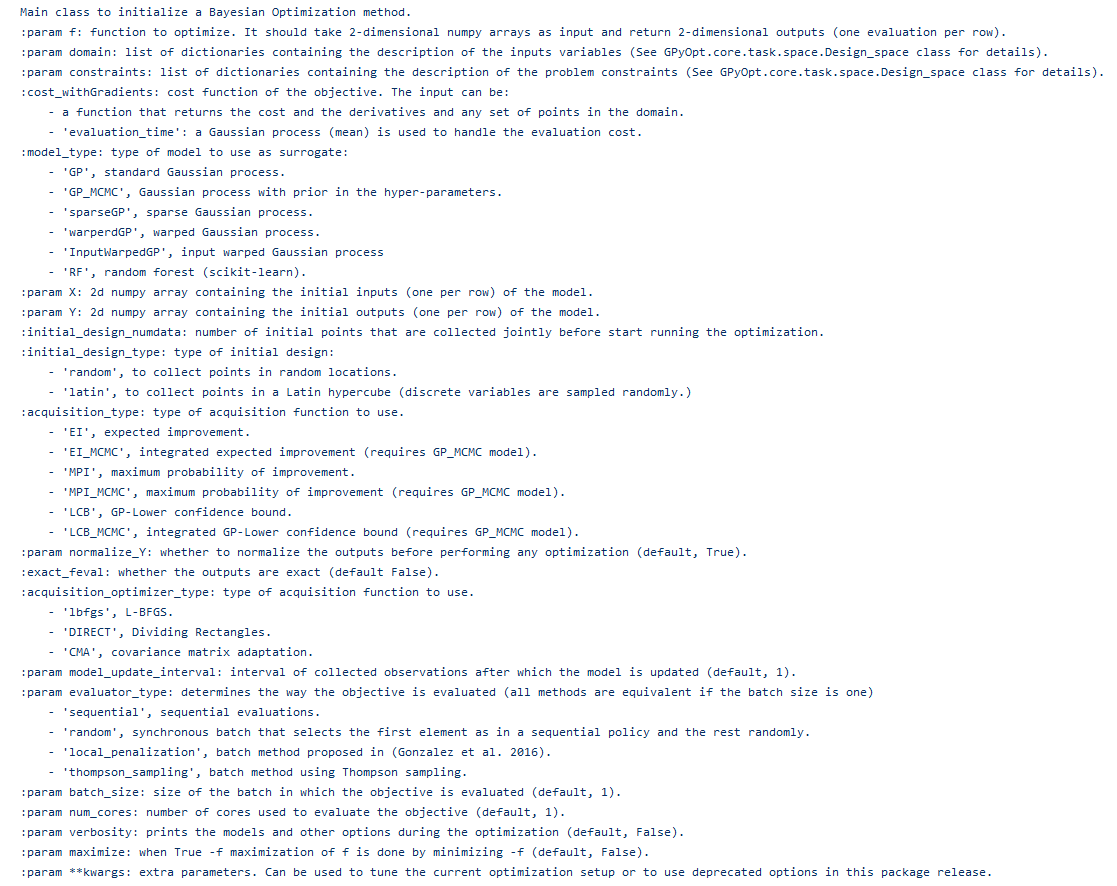 Main class to initialize a Bayesian Optimization method.
:param f: function to optimize. It should take 2-dimensional numpy arrays as input and return 2-dimensional outputs (one evaluation per row).
:param domain: list of dictionaries containing the description of the inputs variables (See GPyOpt.core.task.space.Design_space class for details).
:param constraints: list of dictionaries containing the description of the problem constraints (See GPyOpt.core.task.space.Design_space class for details).
:cost_withGradients: cost function of the objective. The input can be:
    - a function that returns the cost and the derivatives and any set of points in the domain.
    - 'evaluation_time': a Gaussian process (mean) is used to handle the evaluation cost.
:model_type: type of model to use as surrogate:
    - 'GP', standard Gaussian process.
    - 'GP_MCMC', Gaussian process with prior in the hyper-parameters.
    - 'sparseGP', sparse Gaussian process.
    - 'warperdGP', warped Gaussian process.
    - 'InputWarpedGP', input warped Gaussian process
    - 'RF', random forest (scikit-learn).
:param X: 2d numpy array containing the initial inputs (one per row) of the model.
:param Y: 2d numpy array containing the initial outputs (one per row) of the model.
:initial_design_numdata: number of initial points that are collected jointly before start running the optimization.
:initial_design_type: type of initial design:
    - 'random', to collect points in random locations.
    - 'latin', to collect points in a Latin hypercube (discrete variables are sampled randomly.)
:acquisition_type: type of acquisition function to use.
    - 'EI', expected improvement.
    - 'EI_MCMC', integrated expected improvement (requires GP_MCMC model).
    - 'MPI', maximum probability of improvement.
    - 'MPI_MCMC', maximum probability of improvement (requires GP_MCMC model).
    - 'LCB', GP-Lower confidence bound.
    - 'LCB_MCMC', integrated GP-Lower confidence bound (requires GP_MCMC model).
:param normalize_Y: whether to normalize the outputs before performing any optimization (default, True).
:exact_feval: whether the outputs are exact (default False).
:acquisition_optimizer_type: type of acquisition function to use.
    - 'lbfgs', L-BFGS.
    - 'DIRECT', Dividing Rectangles.
    - 'CMA', covariance matrix adaptation.
:param model_update_interval: interval of collected observations after which the model is updated (default, 1).
:param evaluator_type: determines the way the objective is evaluated (all methods are equivalent if the batch size is one)
    - 'sequential', sequential evaluations.
    - 'random', synchronous batch that selects the first element as in a sequential policy and the rest randomly.
    - 'local_penalization', batch method proposed in (Gonzalez et al. 2016).
    - 'thompson_sampling', batch method using Thompson sampling.
:param batch_size: size of the batch in which the objective is evaluated (default, 1).
:param num_cores: number of cores used to evaluate the objective (default, 1).
:param verbosity: prints the models and other options during the optimization (default, False).
:param maximize: when True -f maximization of f is done by minimizing -f (default, False).
:param **kwargs: extra parameters. Can be used to tune the current optimization setup or to use deprecated options in this package release.